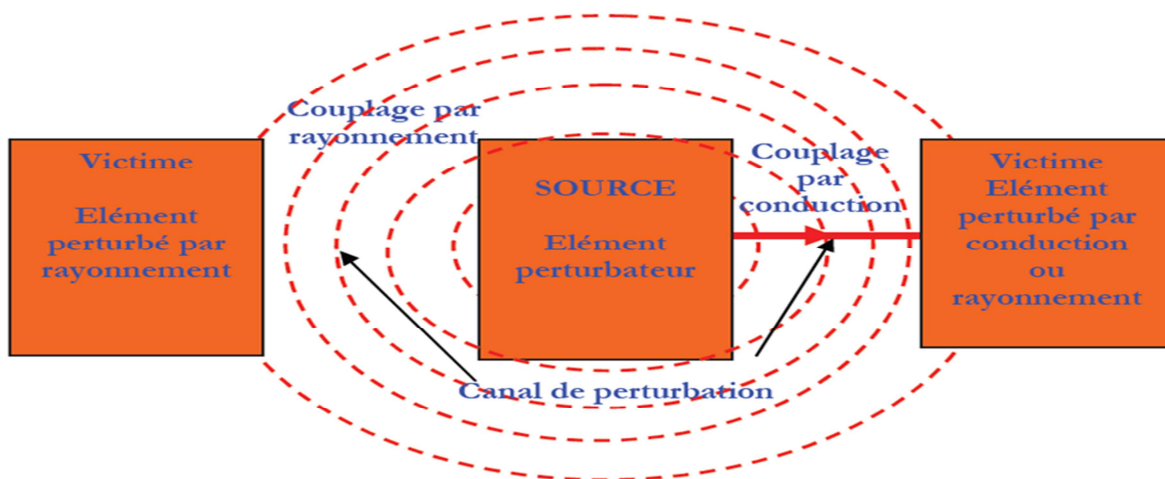 Victime
Elément
perturbé par
rayonnement
Couplage par
rayonnement
SOURCE
Elément
perturbateur
Couplage
par
conduction
Victime
Elément
perturbé par
conduction
ou
rayonnement
Canal de perturbation